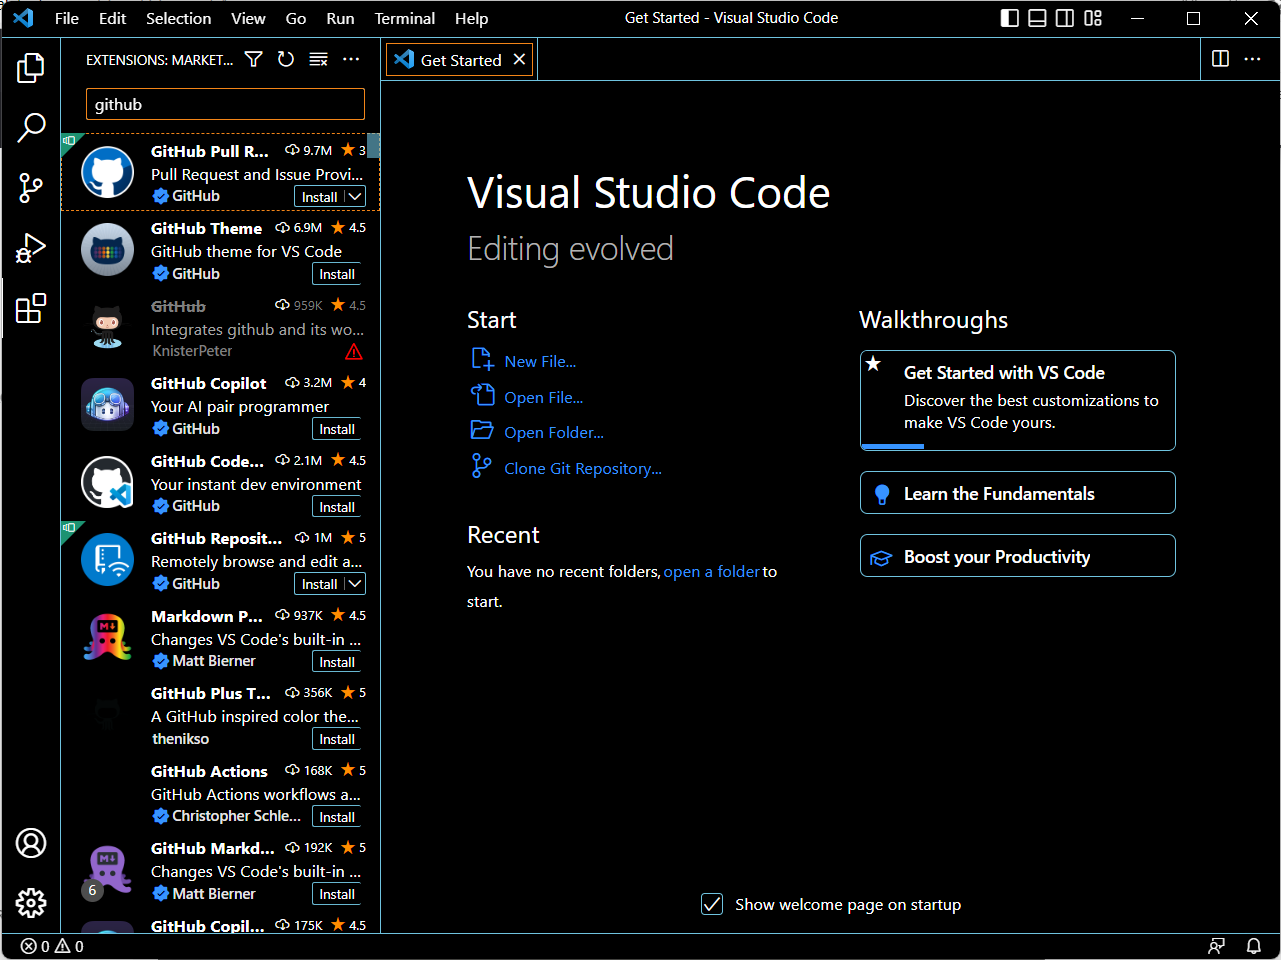 File Edit Selection View Go Run Terminal Help
Get Started - Visual Studio Code
EXTENSIONS: MARKET...
github
GitHub Pull R... 9.7M 3
Pull Request and Issue Provi...
GitHub Install
GitHub Theme 6.9M 4.5
GitHub theme for VS Code
GitHub Install
GitHub 959K 4.5
Integrates github and its wo...
KnisterPeter
GitHub Copilot 3.2M 4
Your AI pair programmer
GitHub Install
GitHub Code... 2.1M 4.5
Your instant dev environment
GitHub Install
GitHub Reposit... 1M 5
Remotely browse and edit a...
GitHub Install
Markdown P... 937K 4.5
Changes VS Code's built-in ...
Matt Bierner Install
GitHub Plus T... 356K 5
A GitHub inspired color the...
thenikso Install
GitHub Actions 168K 5
GitHub Actions workflows a...
Christopher Schle... Install
GitHub Markd... 192K 5
Changes VS Code's built-in ...
Matt Bierner Install
6
GitHub Copil... 175K 4.5
Get Started
Visual Studio Code
Editing evolved
Start
New File...
Open File...
Open Folder...
Clone Git Repository...
Recent
You have no recent folders, open a folder to
start.
Walkthroughs
Get Started with VS Code
Discover the best customizations to
make VS Code yours.
Learn the Fundamentals
Boost your Productivity
Show welcome page on startup
0 0